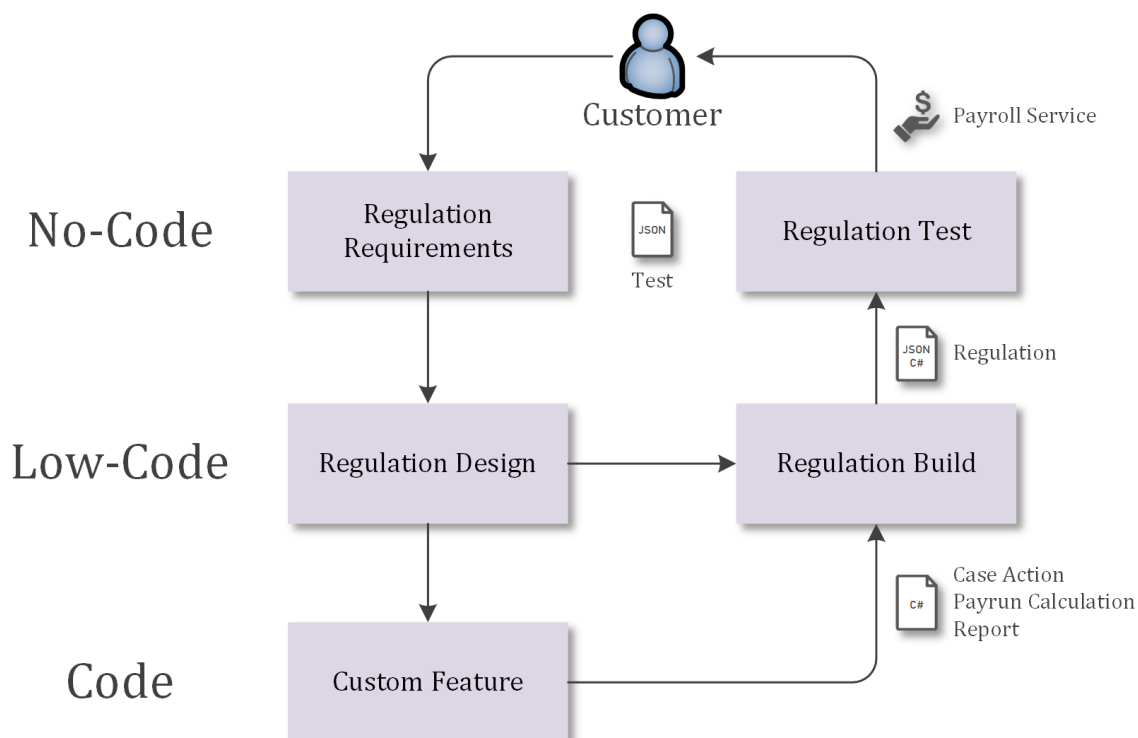 Customer
$
Payroll Service
No-Code
Regulation
Requirements
JSON
Test
Regulation Test
JSON
C#
Regulation
Low-Code
Regulation Design
Regulation Build
C#
Case Action
Payrun Calculation
Report
Code
Custom Feature